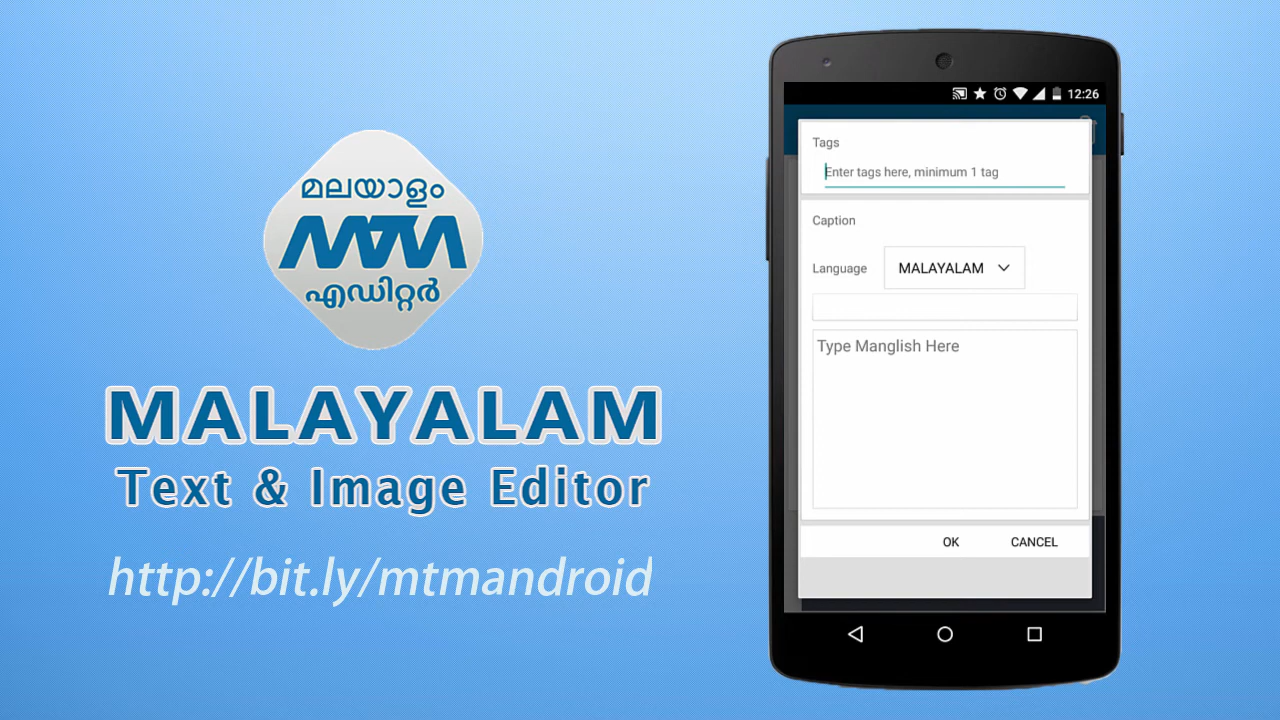 മലയാളം
MTM
എഡിറ്റർ
MALAYALAM
Text & Image Editor
http://bit.ly/mtmandroid
12:26
Tags
Enter tags here, minimum 1 tag
Caption
Language
MALAYALAM
Type Manglish Here
OK
CANCEL